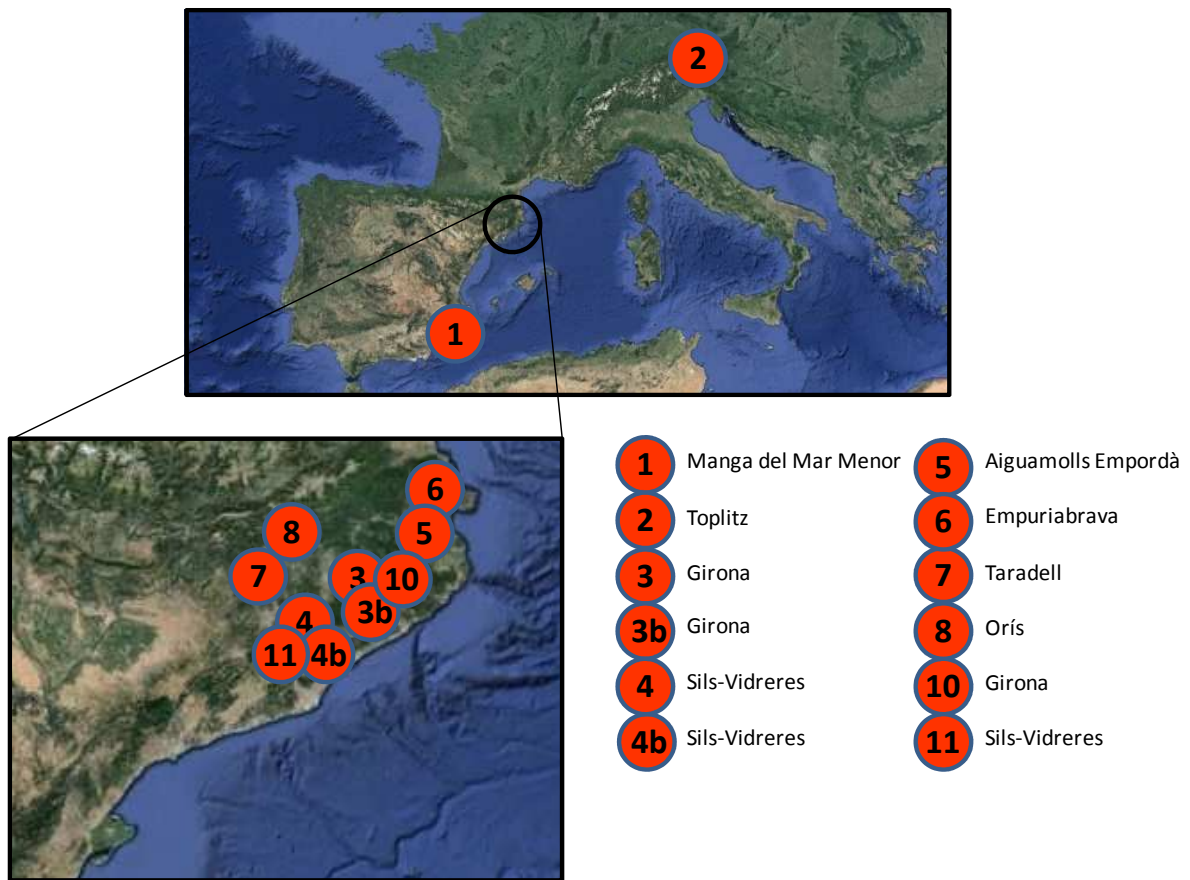 2
1
6
8
5
7
3
10
3b
4
11
4b
1 Manga del Mar Menor
2 Toplitz
3 Girona
3b Girona
4 Sils-Vidreres
4b Sils-Vidreres
5 Aiguamolls Empordà
6 Empuriabrava
7 Taradell
8 Orís
10 Girona
11 Sils-Vidreres